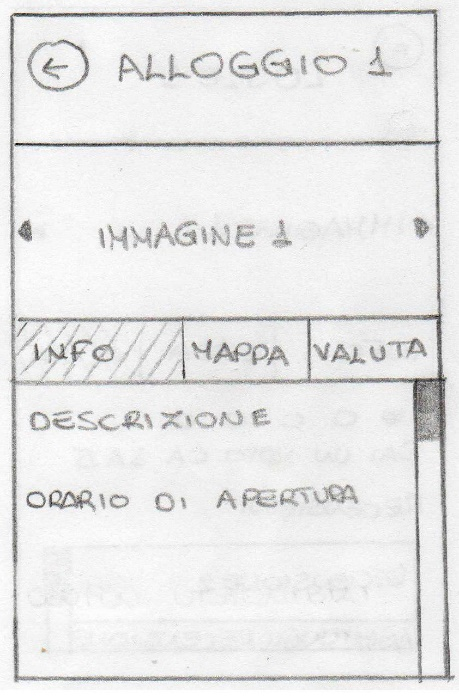 ALLOGGIO 1
IMMAGINE 1
INFO MAPPA VALUTA
DESCRIZIONE
ORARIO DI APERTURA